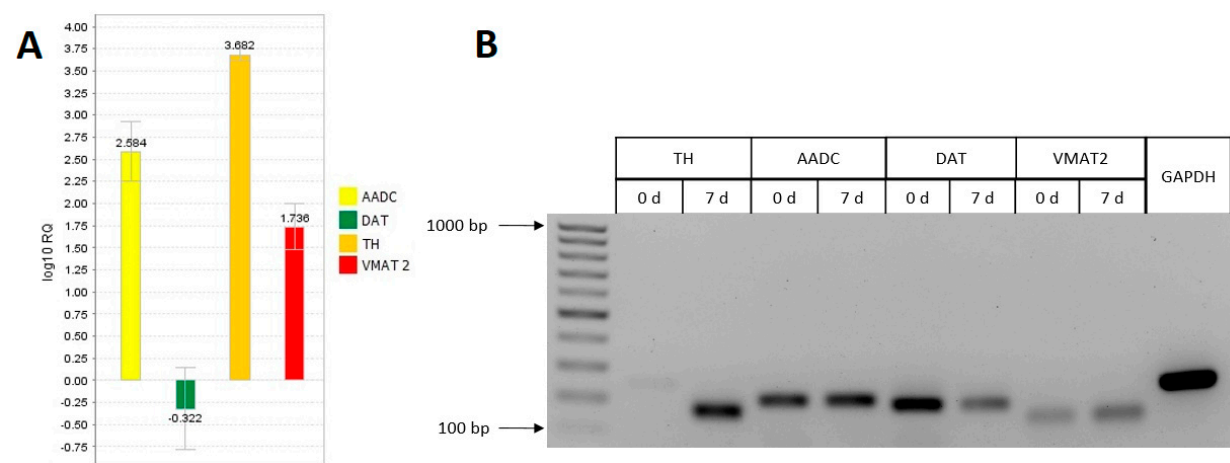 A
log10 RQ
4.00
3.75
3.50
3.25
3.00
2.75
2.50
2.25
2.00
1.75
1.50
1.25
1.00
0.75
0.50
0.25
0.00
-0.25
-0.50
-0.75
2.584
-0.322
3.682
1.736
AADC
DAT
TH
VMAT 2
B
TH AADC DAT VMAT2 GAPDH
0 d 7 d 0 d 7 d 0 d 7 d 0 d 7 d
1000 bp
100 bp